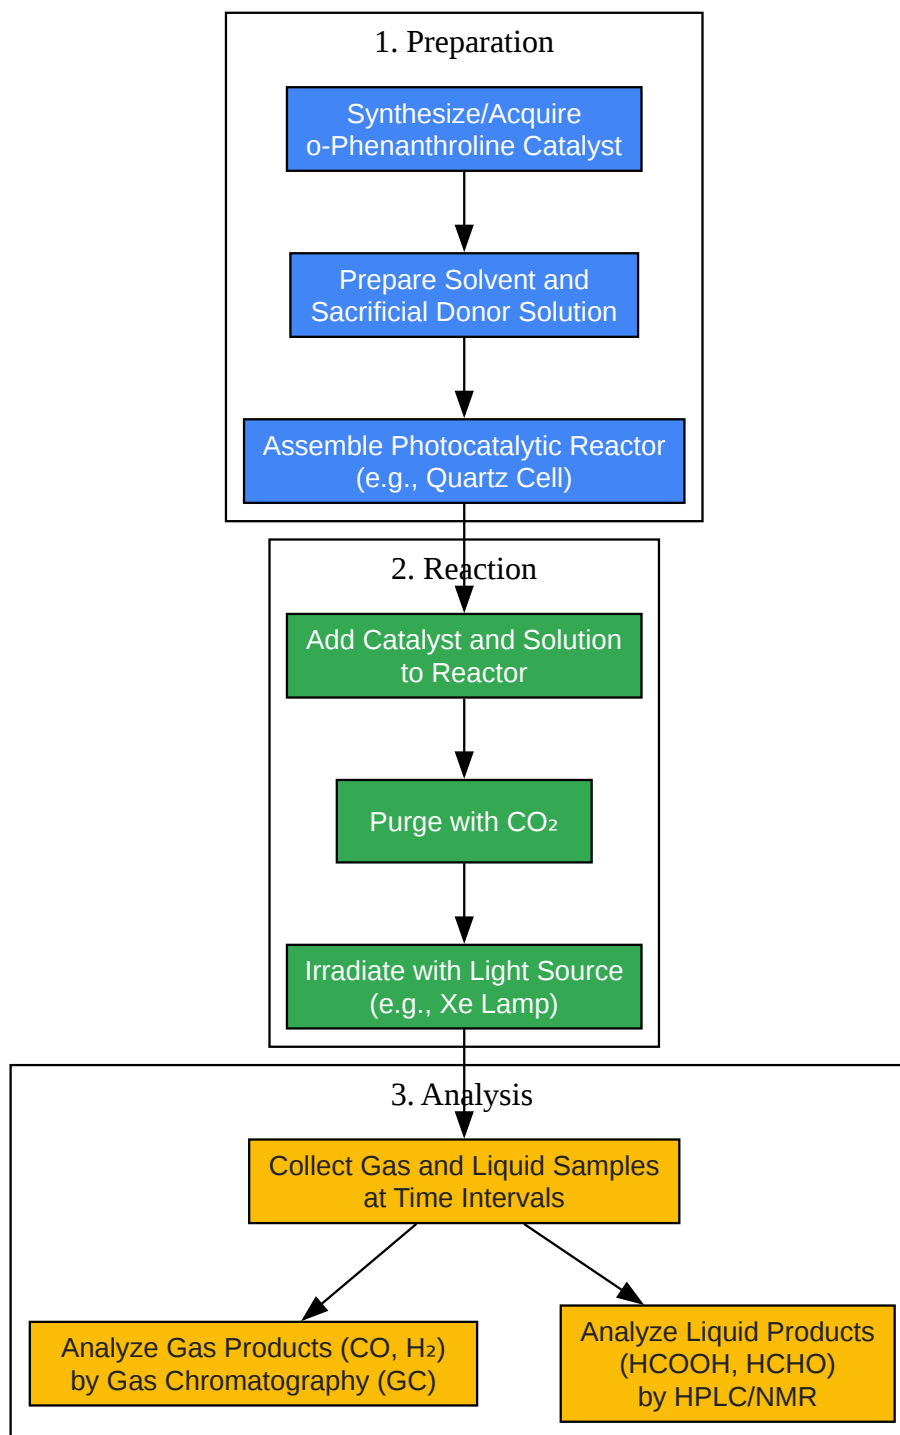 1. Preparation
Synthesize/Acquire
o-Phenanthroline Catalyst
Prepare Solvent and
Sacrificial Donor Solution
Assemble Photocatalytic Reactor
(e.g., Quartz Cell)
2. Reaction
Add Catalyst and Solution
to Reactor
Purge with CO₂
Irradiate with Light Source
(e.g., Xe Lamp)
3. Analysis
Collect Gas and Liquid Samples
at Time Intervals
Analyze Gas Products (CO, H₂)
by Gas Chromatography (GC)
Analyze Liquid Products
(HCOOH, HCHO)
by HPLC/NMR